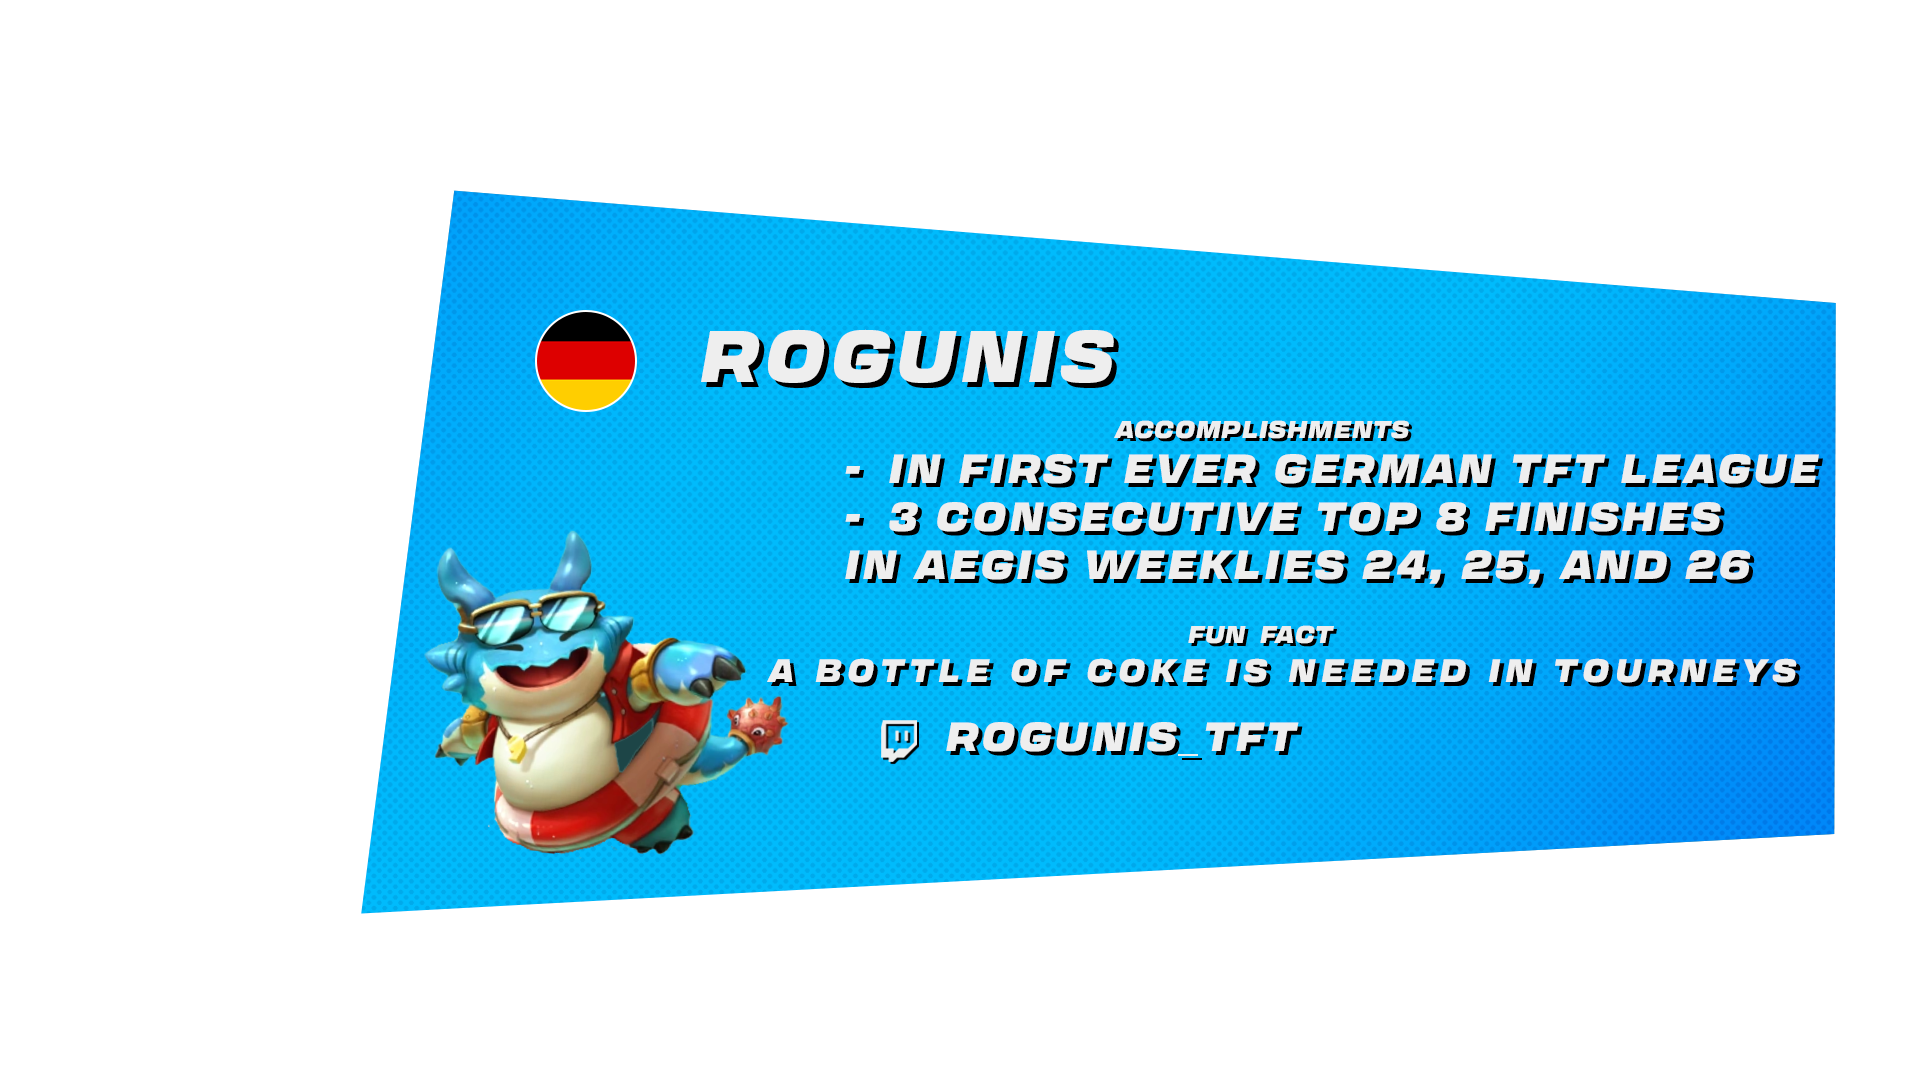 ROGUNIS
ACCOMPLISHMENTS
- IN FIRST EVER GERMAN TFT LEAGUE
- 3 CONSECUTIVE TOP 8 FINISHES
IN AEGIS WEEKLIES 24, 25, AND 26
FUN FACT
A BOTTLE OF COKE IS NEEDED IN TOURNEYS
ROGUNIS_TFT